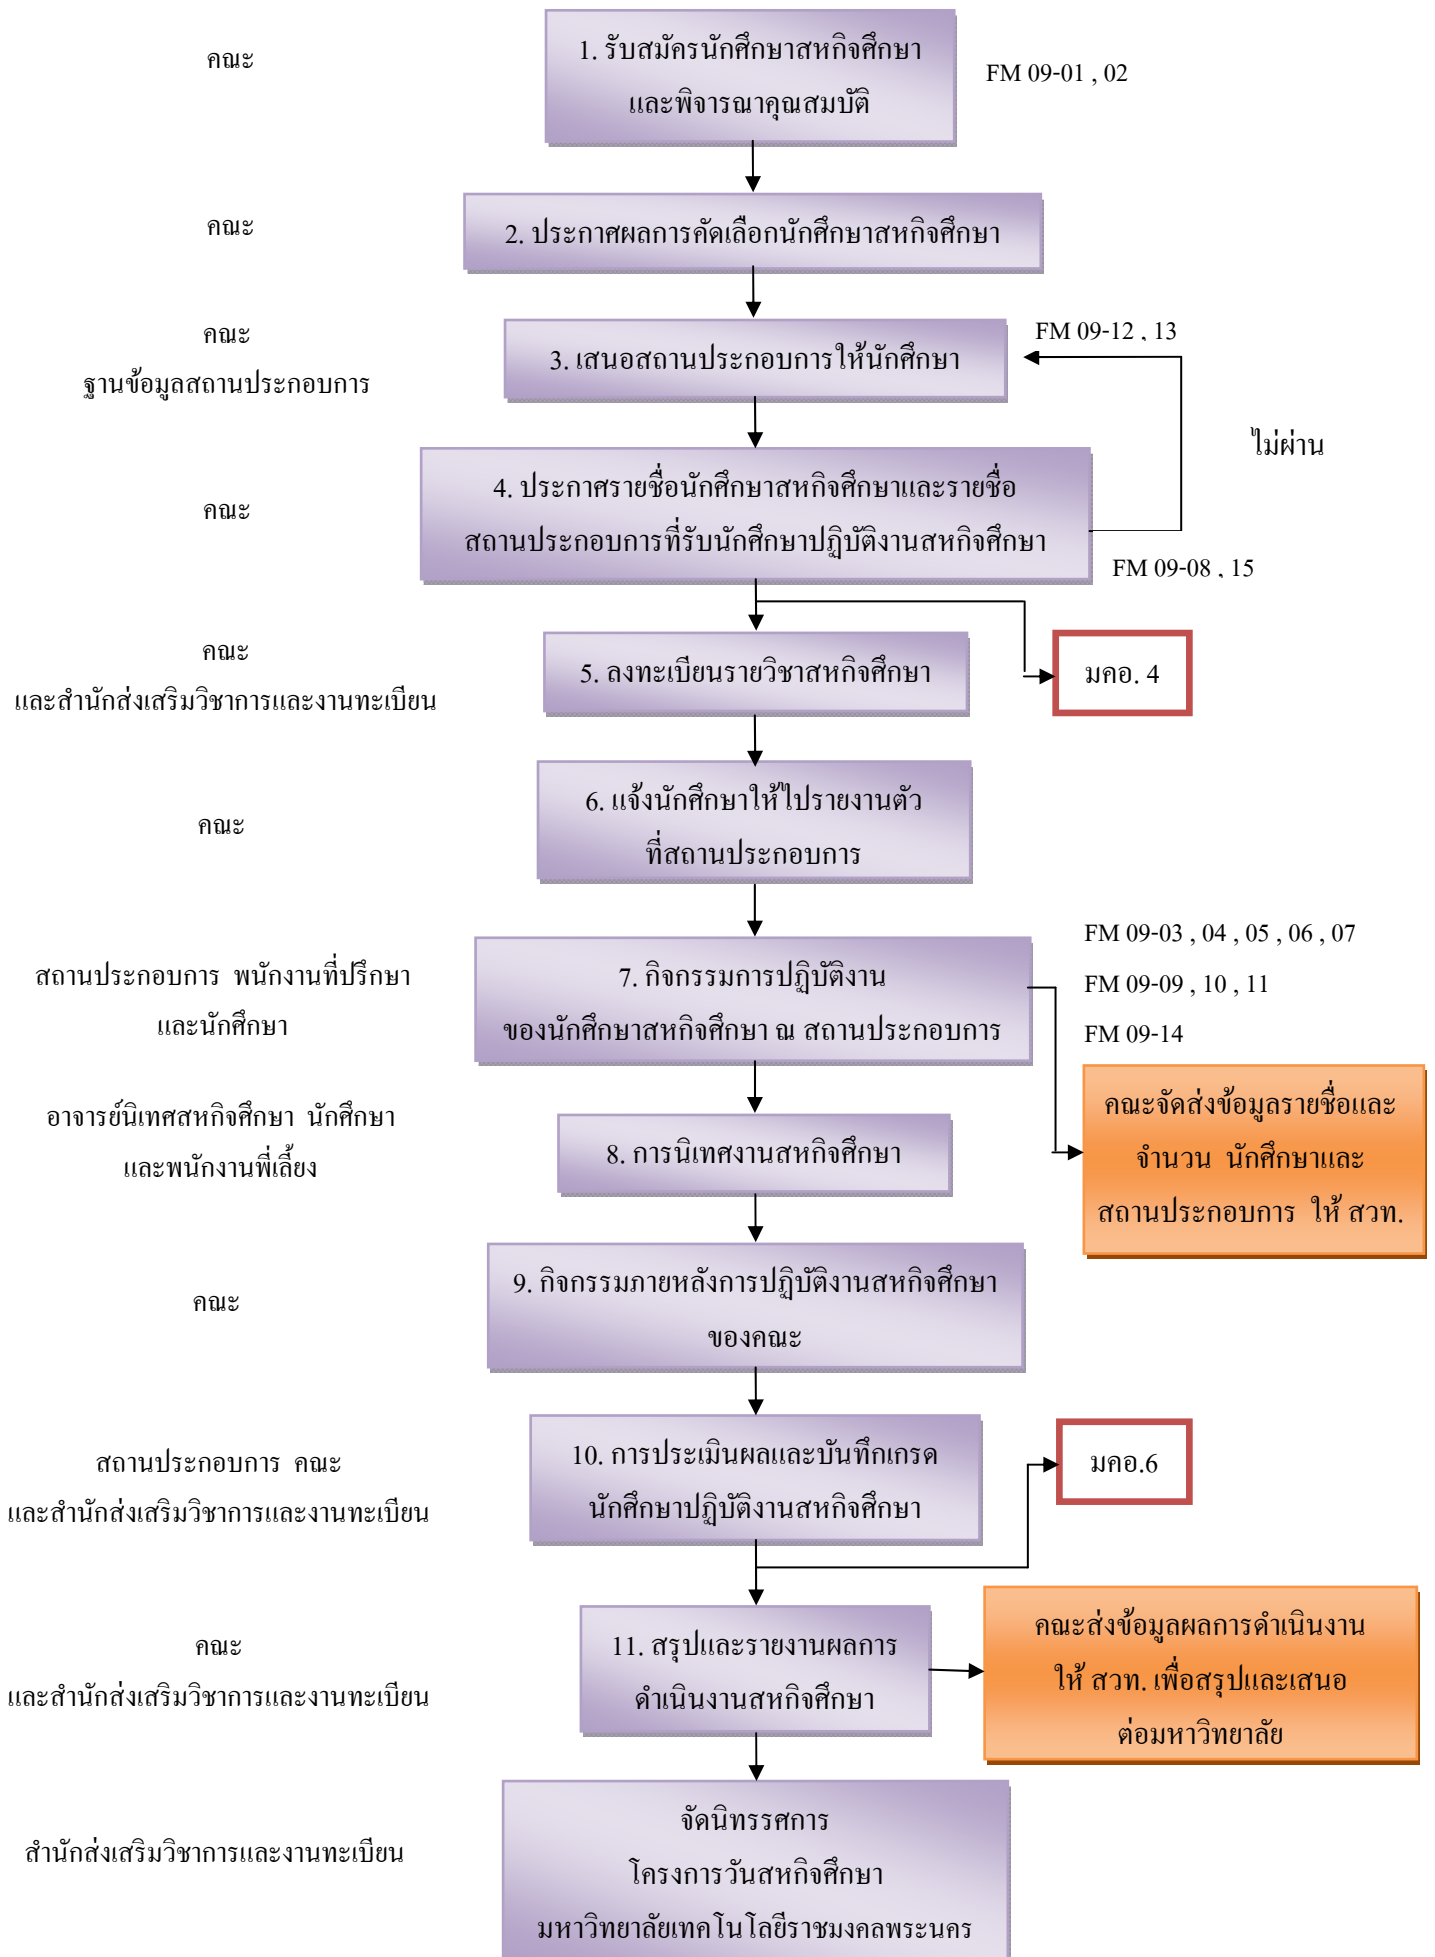 คณะ
1. รับสมัครนักศึกษาสหกิจศึกษา
และพิจารณาคุณสมบัติ
FM 09-01 , 02
คณะ
2. ประกาศผลการคัดเลือกนักศึกษาสหกิจศึกษา
คณะ
ฐานข้อมูลสถานประกอบการ
3. เสนอสถานประกอบการให้นักศึกษา
FM 09-12 , 13
ไม่ผ่าน
คณะ
4. ประกาศรายชื่อนักศึกษาสหกิจศึกษาและรายชื่อ
สถานประกอบการที่รับนักศึกษาปฏิบัติงานสหกิจศึกษา
FM 09-08 , 15
คณะ
และสำนักส่งเสริมวิชาการและงานทะเบียน
5. ลงทะเบียนรายวิชาสหกิจศึกษา
มคอ. 4
คณะ
6. แจ้งนักศึกษาให้ไปรายงานตัว
ที่สถานประกอบการ
สถานประกอบการ พนักงานที่ปรึกษา
และนักศึกษา
7. กิจกรรมการปฏิบัติงาน
ของนักศึกษาสหกิจศึกษา ณ สถานประกอบการ
FM 09-03 , 04 , 05 , 06 , 07
FM 09-09 , 10 , 11
FM 09-14
คณะจัดส่งข้อมูลรายชื่อและ
จำนวน นักศึกษาและ
สถานประกอบการ ให้ สวท.
อาจารย์นิเทศสหกิจศึกษา นักศึกษา
และพนักงานพี่เลี้ยง
8. การนิเทศงานสหกิจศึกษา
คณะ
9. กิจกรรมภายหลังการปฏิบัติงานสหกิจศึกษา
ของคณะ
สถานประกอบการ คณะ
และสำนักส่งเสริมวิชาการและงานทะเบียน
10. การประเมินผลและบันทึกเกรด
นักศึกษาปฏิบัติงานสหกิจศึกษา
มคอ.6
คณะ
และสำนักส่งเสริมวิชาการและงานทะเบียน
11. สรุปและรายงานผลการ
ดำเนินงานสหกิจศึกษา
คณะส่งข้อมูลผลการดำเนินงาน
ให้ สวท. เพื่อสรุปและเสนอ
ต่อมหาวิทยาลัย
สำนักส่งเสริมวิชาการและงานทะเบียน
จัดนิทรรศการ
โครงการวันสหกิจศึกษา
มหาวิทยาลัยเทคโนโลยีราชมงคลพระนคร